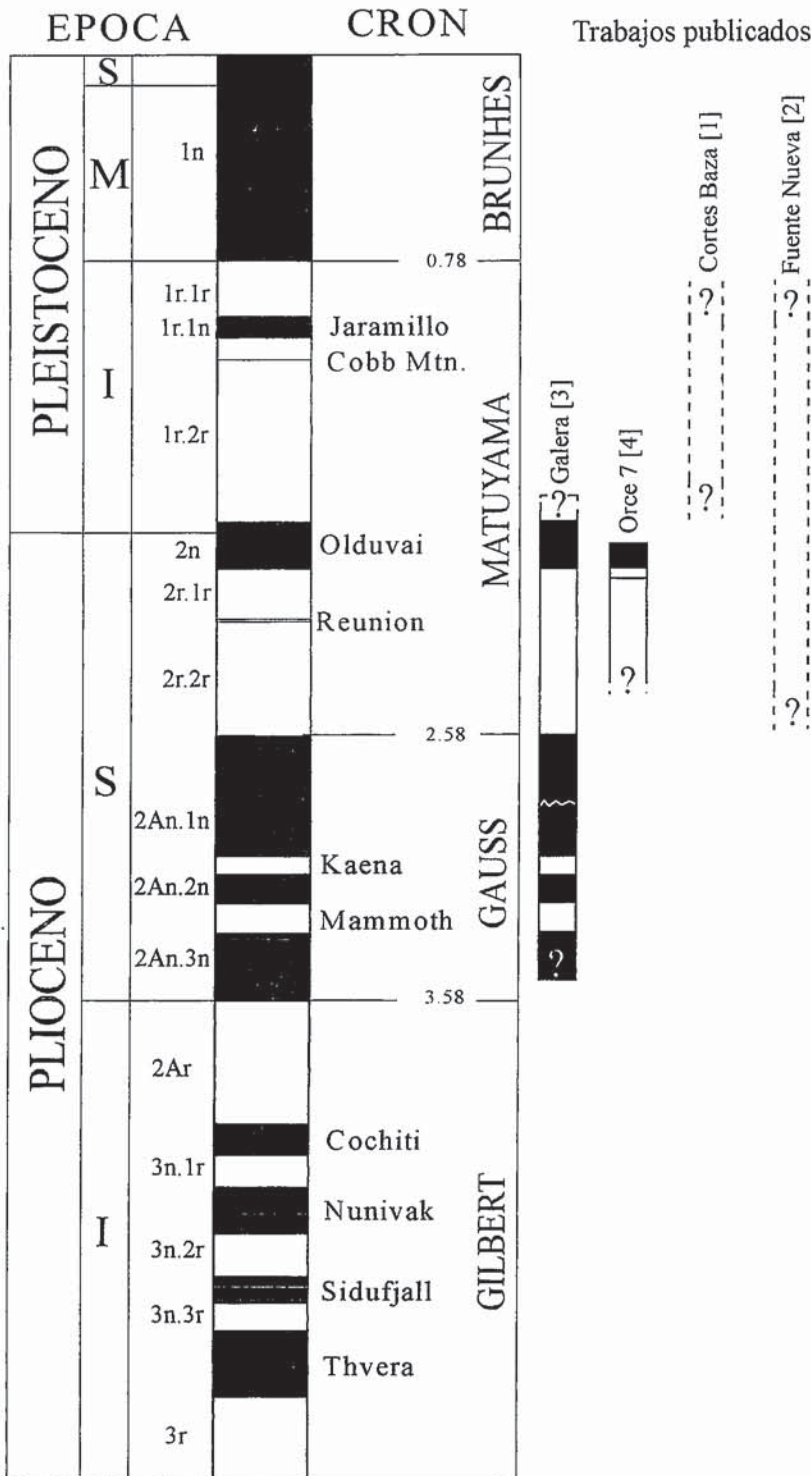 EPOCA
CRON
Trabajos publicados
PLEISTOCENO
S
M
I
1n
BRUNHES
0.78
1r.1r
1r.1n
Jaramillo
Cobb Mtn.
1r.2r
MATUYAMA
PLIOCENO
S
I
2n
Olduvai
2r.1r
Reunion
2r.2r
2.58
2An.1n
Kaena
2An.2n
Mammoth
2An.3n
GAUSS
3.58
2Ar
Cochiti
3n.1r
Nunivak
3n.2r
Sidufjall
3n.3r
Thvera
3r
GILBERT
Galera [3]
?
?
Orce 7 [4]
?
Cortes Baza [1]
?
?
Fuente Nueva [2]
?
?